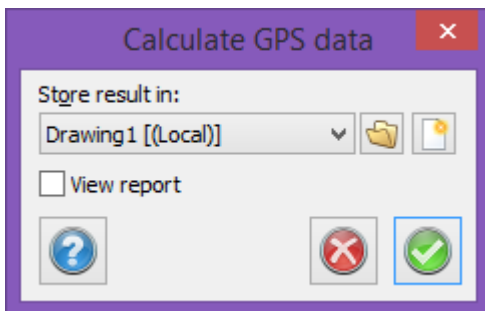 Calculate GPS data
Store result in:
Drawing1 [(Local)]
View report